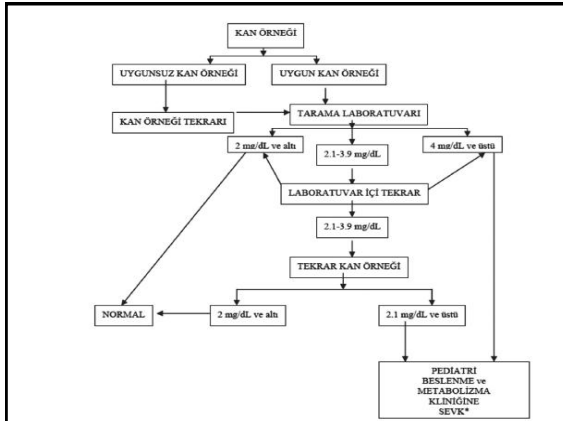 KAN ÖRNEĞİ
UYGUNSUZ KAN ÖRNEĞİ
UYGUN KAN ÖRNEĞİ
KAN ÖRNEĞİ TEKRARI
TARAMA LABORATUVARI
2 mg/dL ve altı
2.1-3.9 mg/dL
4 mg/dL ve üstü
LABORATUVAR İÇİ TEKRAR
2.1-3.9 mg/dL
TEKRAR KAN ÖRNEĞİ
NORMAL
2 mg/dL ve altı
2.1 mg/dL ve üstü
PEDİATRİ
BESLENME ve
METABOLİZMA
KLİNİĞİNE
SEVK*